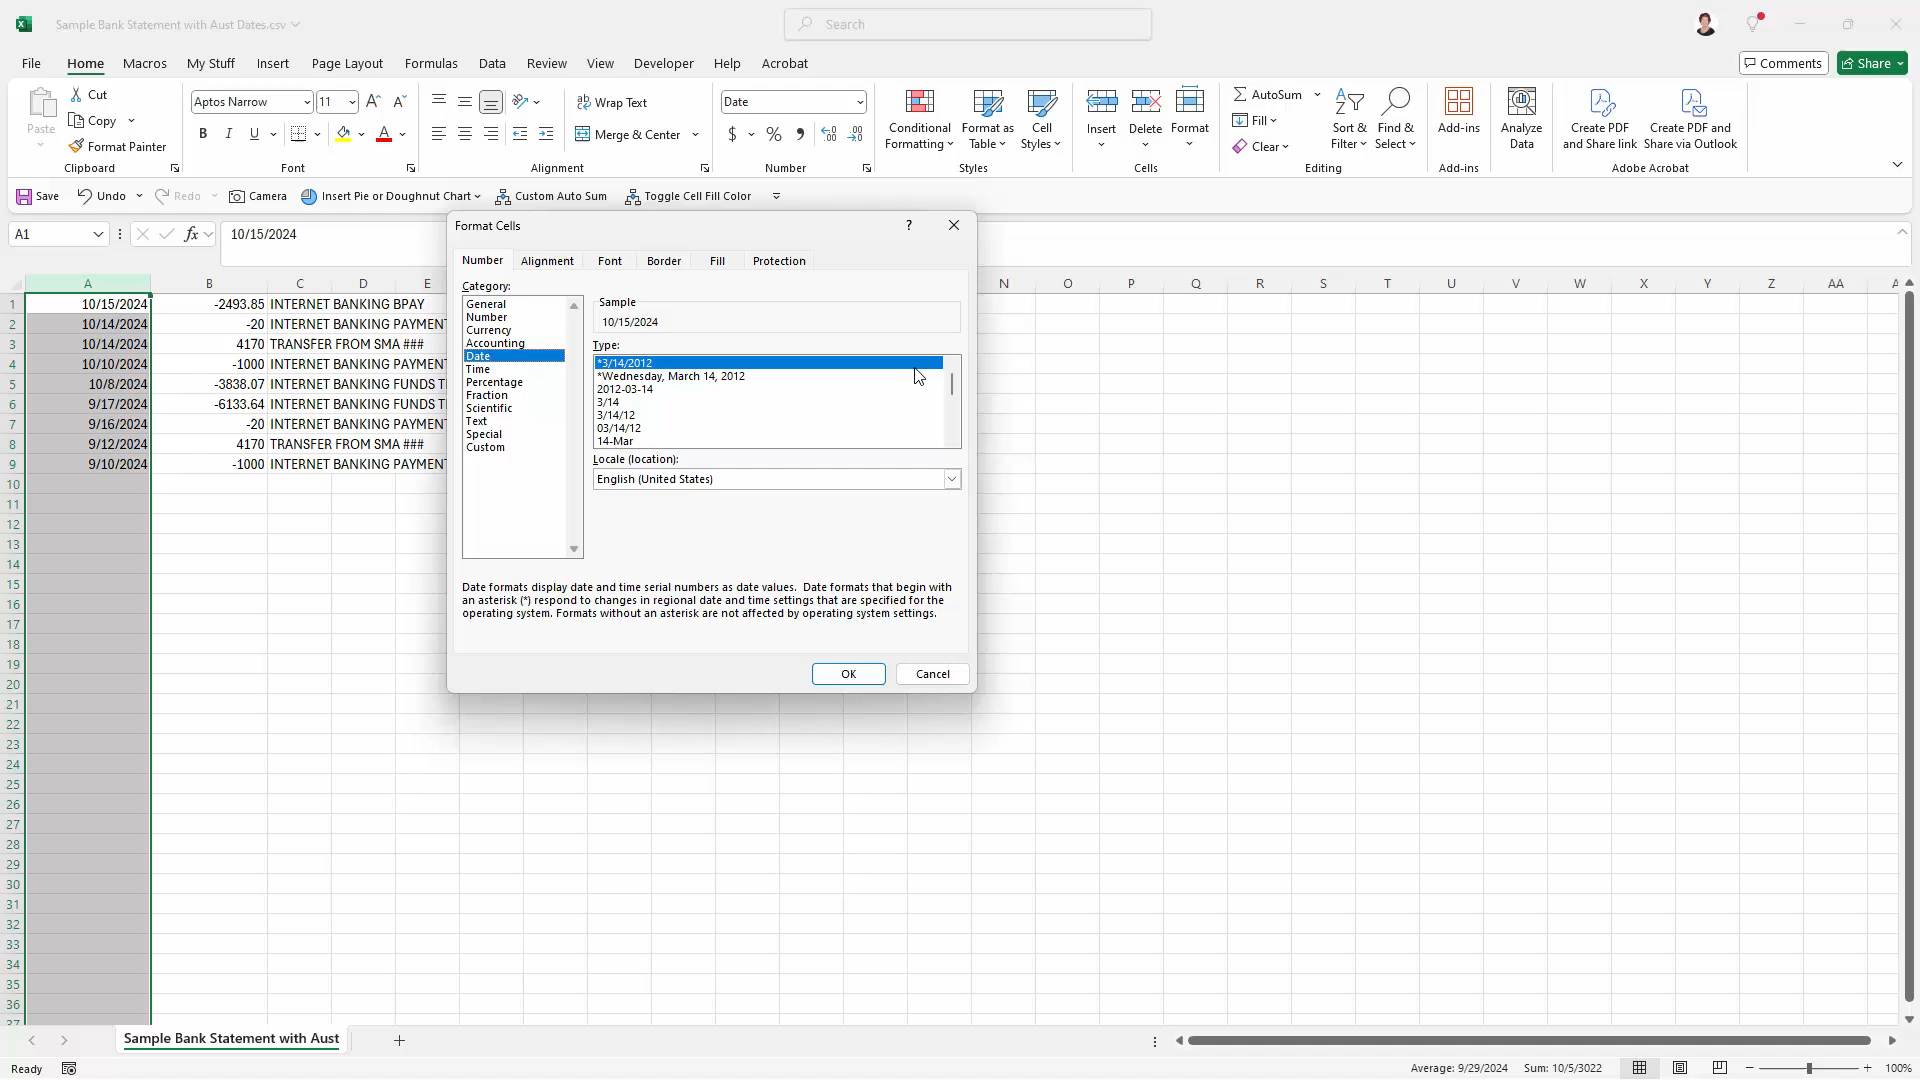 Sample Bank Statement with Aust Dates.csv
Search
File Home Macros My Stuff Insert Page Layout Formulas Data Review View Developer Help Acrobat
Comments Share
Paste
Cut
Copy
Format Painter
Clipboard
Aptos Narrow 11 A A
B I U A
Font
ab Wrap Text
Merge & Center
Alignment
Date
$ % 9
Number
Conditional Formatting
Format as Table
Cell Styles
Styles
Insert Delete Format
Cells
AutoSum
Fill
Clear
Sort & Filter
Find & Select
Editing
Add-ins
Add-ins
Analyze Data
Create PDF and Share link
Create PDF and Share via Outlook
Adobe Acrobat
Save Undo Redo Camera Insert Pie or Doughnut Chart Custom Auto Sum Toggle Cell Fill Color
A1 fx 10/15/2024
A B C D E N O P Q R S T U V W X Y Z AA A
1 10/15/2024 -2493.85 INTERNET BANKING BPAY
2 10/14/2024 -20 INTERNET BANKING PAYMENT
3 10/14/2024 4170 TRANSFER FROM SMA ###
4 10/10/2024 -1000 INTERNET BANKING PAYMEN
5 10/8/2024 -3838.07 INTERNET BANKING FUNDS T
6 9/17/2024 -6133.64 INTERNET BANKING FUNDS T
7 9/16/2024 -20 INTERNET BANKING PAYMEN
8 9/12/2024 4170 TRANSFER FROM SMA ###
9 9/10/2024 -1000 INTERNET BANKING PAYMENT
10
11
12
13
14
15
16
17
18
19
20
21
22
23
24
25
26
27
28
29
30
31
32
33
34
35
36
37
Format Cells ?
Number Alignment Font Border Fill Protection
Category:
General
Number
Currency
Accounting
Date
Time
Percentage
Fraction
Scientific
Text
Special
Custom
Sample
10/15/2024
Type:
*3/14/2012
*Wednesday, March 14, 2012
2012-03-14
3/14
3/14/12
03/14/12
14-Mar
Locale (location):
English (United States)
Date formats display date and time serial numbers as date values. Date formats that begin with
an asterisk (*) respond to changes in regional date and time settings that are specified for the
operating system. Formats without an asterisk are not affected by operating system settings.
OK Cancel
Sample Bank Statement with Aust
Ready
Average: 9/29/2024 Sum: 10/5/3022
100%